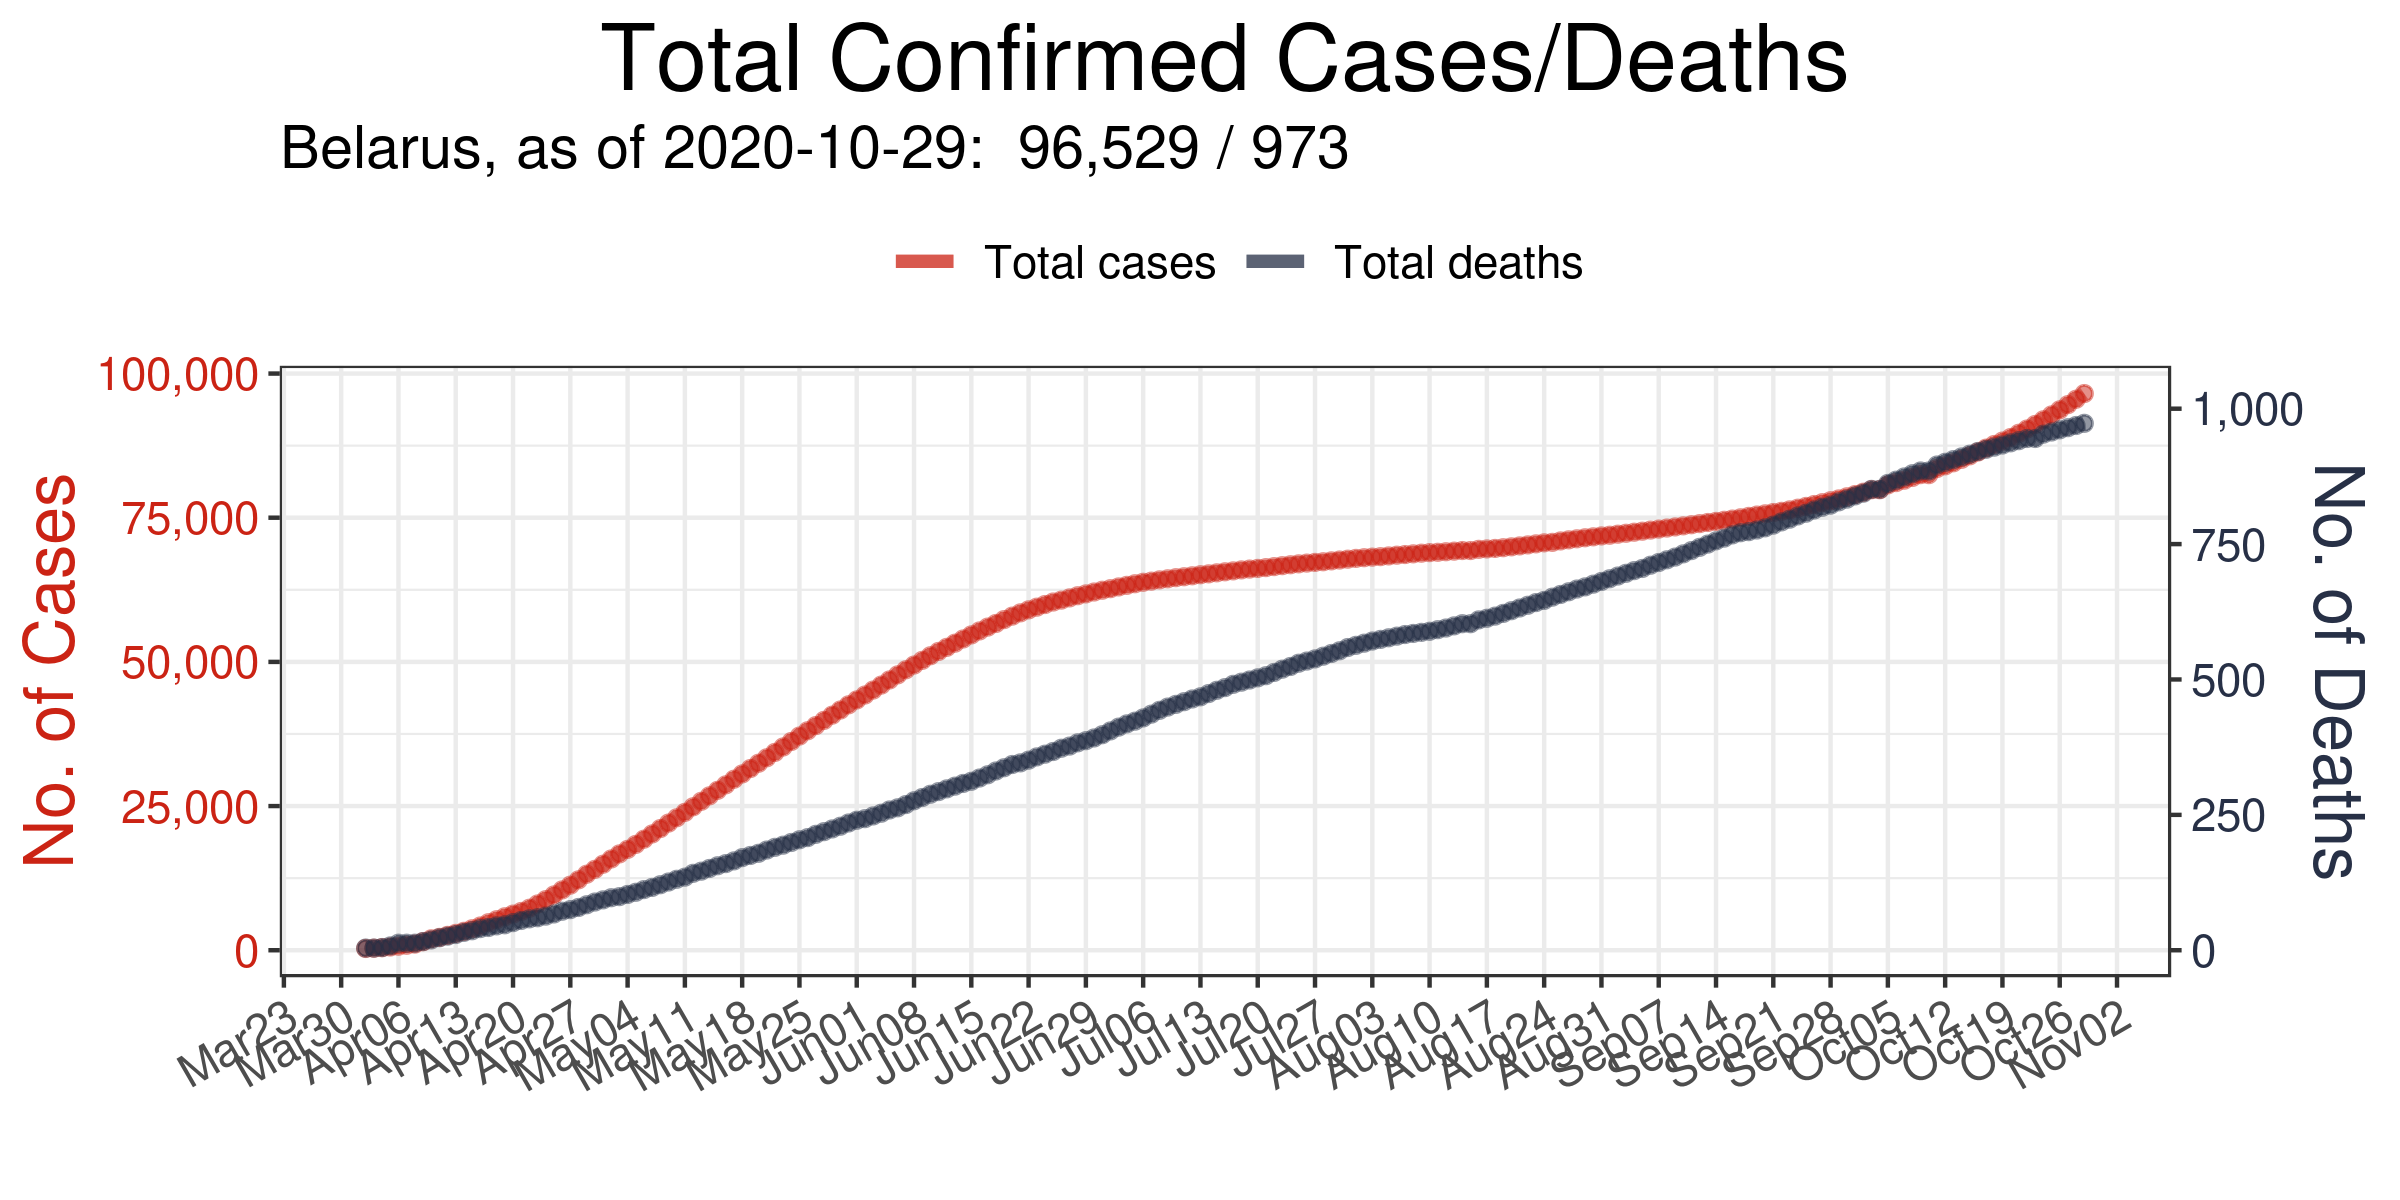 Total Confirmed Cases/Deaths
Belarus, as of 2020-10-29:  96,529 / 973
Total cases
Total deaths
No. of Cases
100,000
75,000
50,000
25,000
0
1,000
750
500
250
0
No. of Deaths
Mar23
Mar30
Apr06
Apr13
Apr20
Apr27
May04
May11
May18
May25
Jun01
Jun08
Jun15
Jun22
Jun29
Jul06
Jul13
Jul20
Jul27
Aug03
Aug10
Aug17
Aug24
Aug31
Sep07
Sep14
Sep21
Sep28
Oct05
Oct12
Oct19
Oct26
Nov02